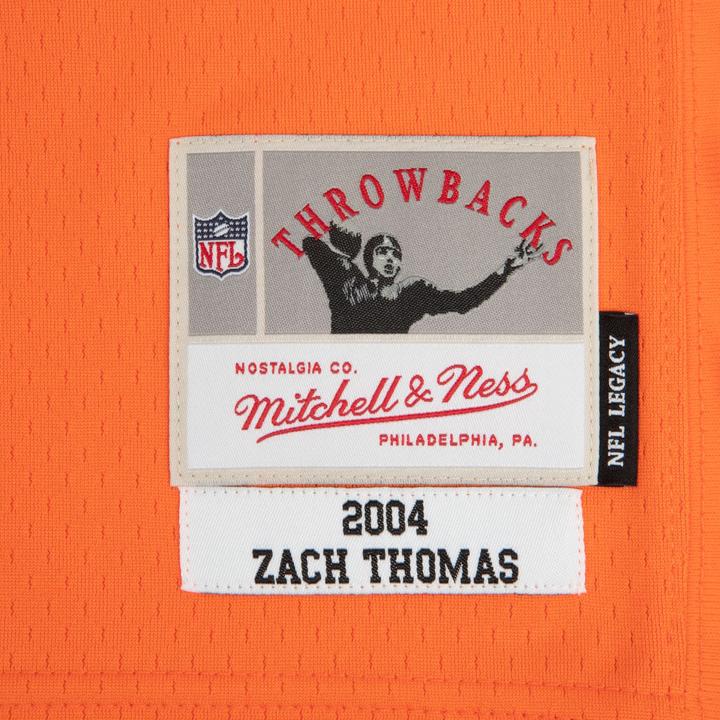 THROWBACKS
NFL
NOSTALGIA CO.
Mitchell & Ness
PHILADELPHIA, PA.
NFL LEGACY
2004
ZACH THOMAS